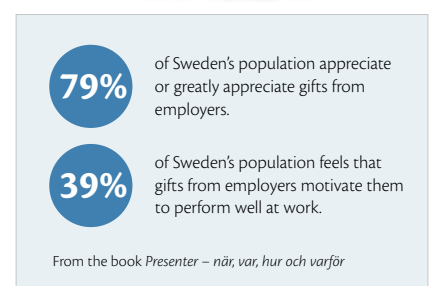 79%
of Sweden's population appreciate
or greatly appreciate gifts from
employers.
39%
of Sweden's population feels that
gifts from employers motivate them
to perform well at work.
From the book Presenter – när, var, hur och varför